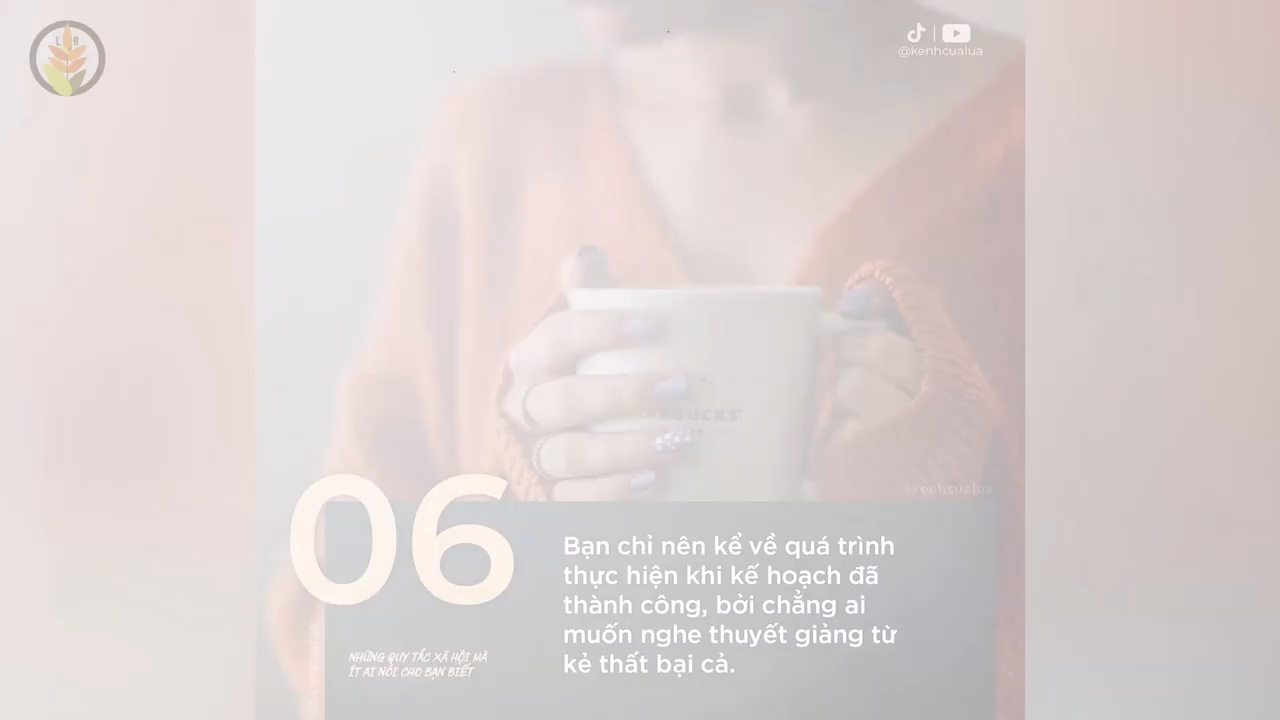 L A
@kenhcualua
UCKS
@kenhcualua
06
Bạn chỉ nên kể về quá trình
thực hiện khi kế hoạch đã
thành công, bởi chẳng ai
muốn nghe thuyết giảng từ
kẻ thất bại cả.
NHỮNG QUY TẮC XÃ HỘI MÀ
ÍT AI NÓI CHO BẠN BIẾT